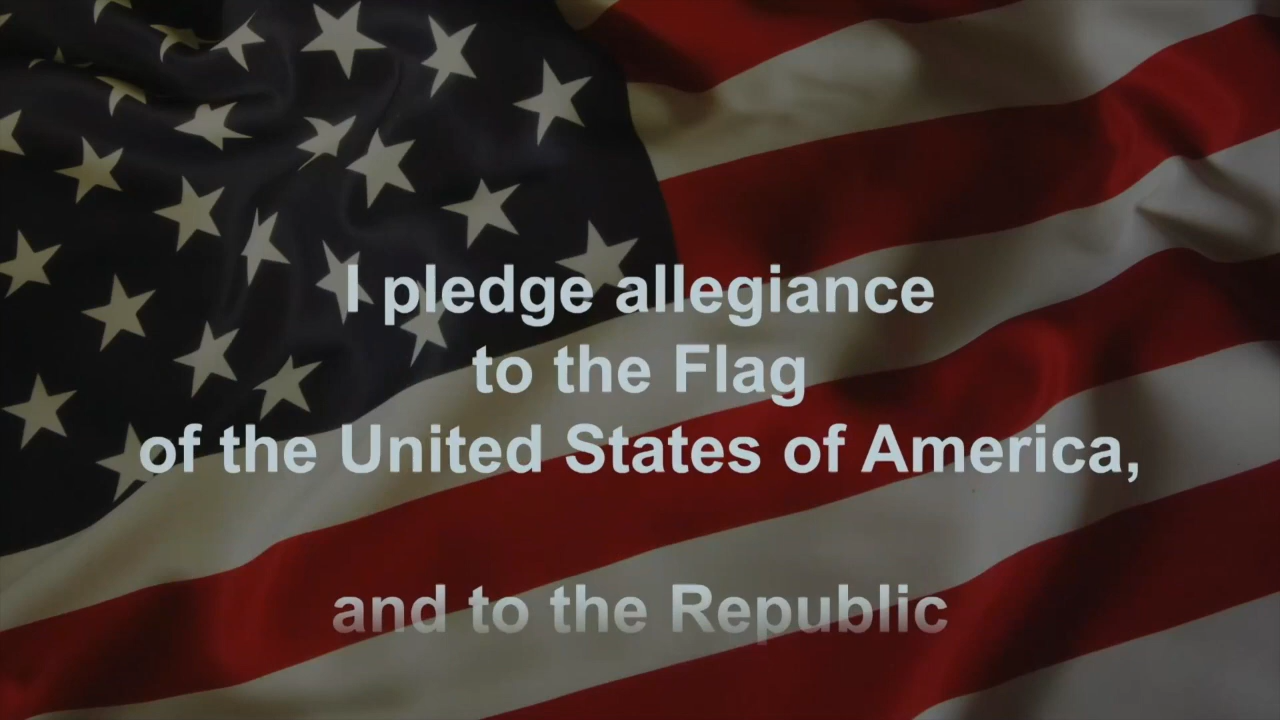 I pledge allegiance
to the Flag
of the United States of America,
and to the Republic